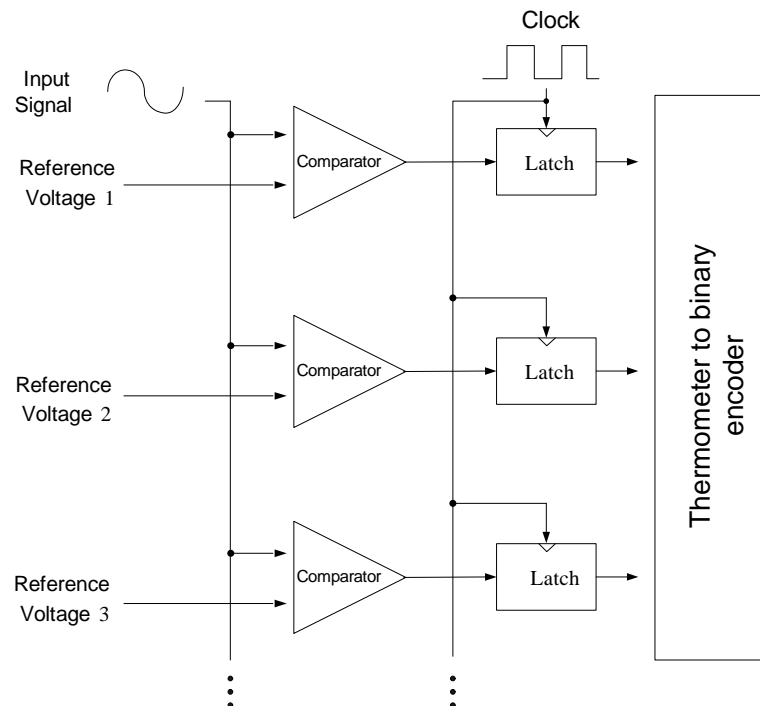 Clock
Input
Signal
Reference
Voltage 1
Comparator
Latch
Reference
Voltage 2
Comparator
Latch
Reference
Voltage 3
Comparator
Latch
Thermometer to binary
encoder